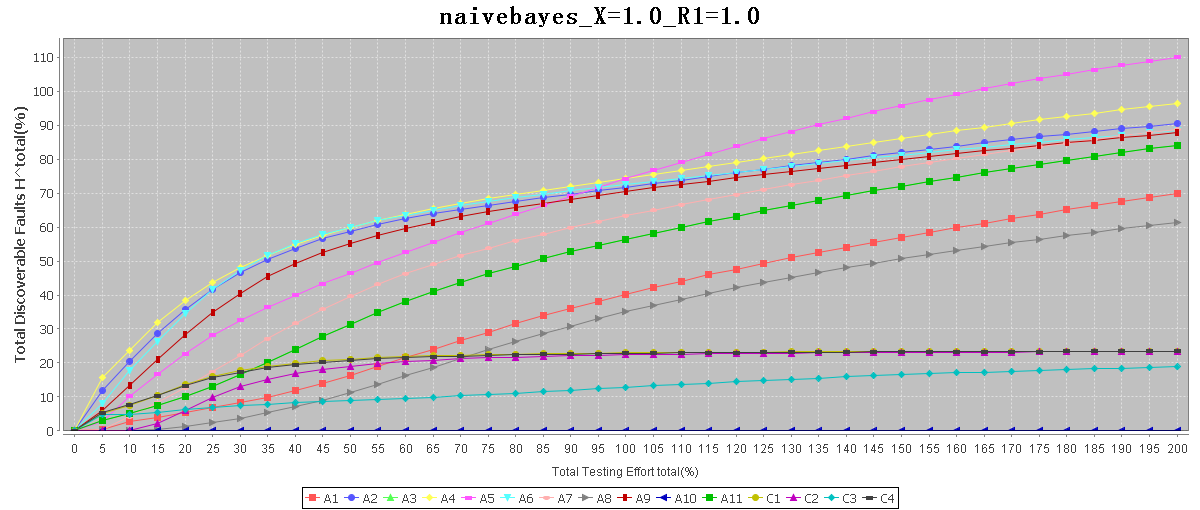 naivebayes_X=1.0_R1=1.0
Total Discoverable Faults H^total(%)
110
100
90
80
70
60
50
40
30
20
10
0
0 5 10 15 20 25 30 35 40 45 50 55 60 65 70 75 80 85 90 95 100 105 110 115 120 125 130 135 140 145 150 155 160 165 170 175 180 185 190 195 200
Total Testing Effort total(%)
A1 A2 A3 A4 A5 A6 A7 A8 A9 A10 A11 C1 C2 C3 C4